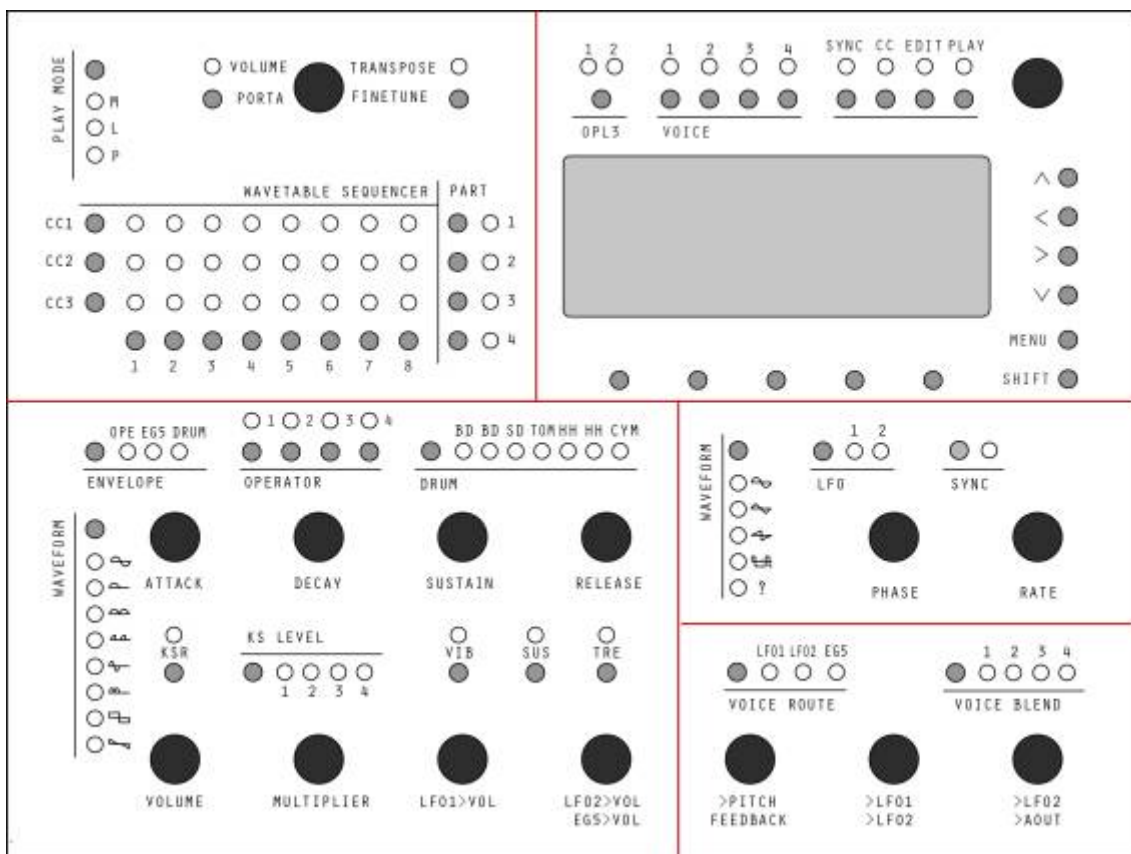 PLAY MODE
M
L
P
VOLUME
TRANSPOSE
PORTA
FINETUNE
WAVETABLE SEQUENCER
PART
CC1
1
CC2
2
CC3
3
4
1 2 3 4 5 6 7 8
1 2
1 2 3 4
SYNC CC EDIT PLAY
OPL3
VOICE
MENU
SHIFT
OPE EG5 DRUM
ENVELOPE
1 2 3 4
OPERATOR
BD BD SD TOM HH HH CYM
DRUM
WAVEFORM
ATTACK
DECAY
SUSTAIN
RELEASE
KSR
KS LEVEL
1 2 3 4
VIB
SUS
TRE
VOLUME
MULTIPLIER
LFO1>VOL
LFO2>VOL
EG5>VOL
WAVEFORM
?
1 2
LFO
SYNC
PHASE
RATE
LFO1 LFO2 EG5
VOICE ROUTE
1 2 3 4
VOICE BLEND
>PITCH
FEEDBACK
>LFO1
>LFO2
>LFO2
>AOUT